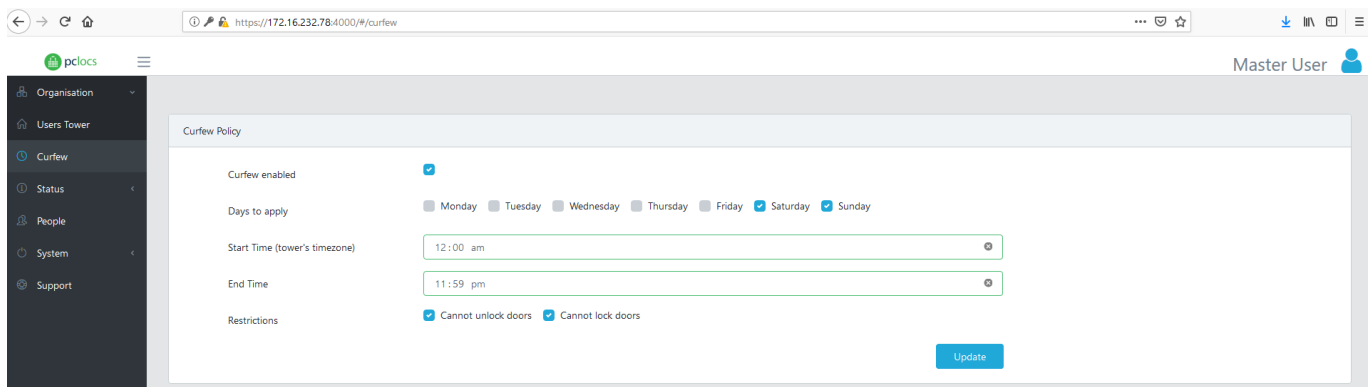 https://172.16.232.78:4000/#/curfew
pclocs
Master User
Organisation
Users Tower
Curfew
Status
People
System
Support
Curfew Policy
Curfew enabled
Days to apply Monday Tuesday Wednesday Thursday Friday Saturday Sunday
Start Time (tower's timezone) 12:00 am
End Time 11:59 pm
Restrictions Cannot unlock doors Cannot lock doors
Update